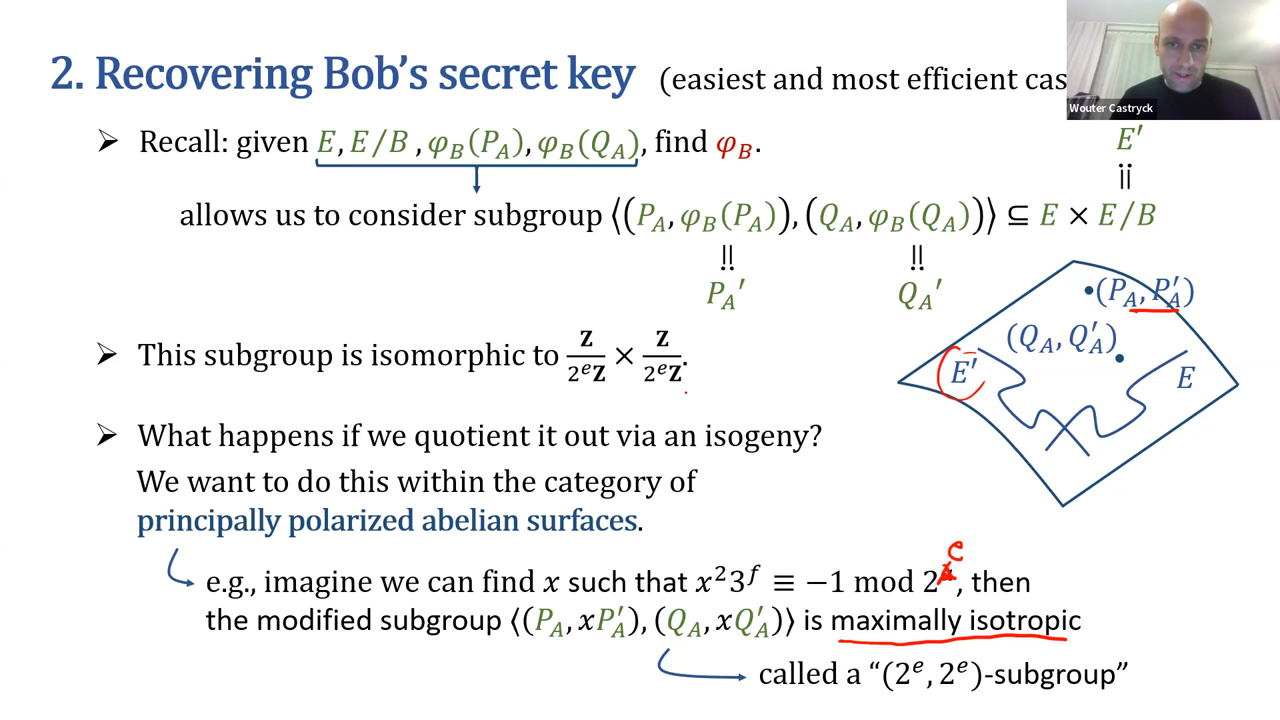 2. Recovering Bob's secret key (easiest and most efficient cas
Wouter Castryck
➤ Recall: given E, E/B , φ_B(P_A), φ_B(Q_A), find φ_B.
E′
=:
allows us to consider subgroup ⟨(P_A, φ_B(P_A)), (Q_A, φ_B(Q_A))⟩ ⊆ E × E/B
=: =:
P_A′ Q_A′
(P_A, P_A′)
(Q_A, Q_A′)
E′ E
➤ This subgroup is isomorphic to Z/2^eZ × Z/2^eZ.
➤ What happens if we quotient it out via an isogeny?
We want to do this within the category of
principally polarized abelian surfaces.
e
e.g., imagine we can find x such that x²3^f ≡ −1 mod 2, then
the modified subgroup ⟨(P_A, xP_A′), (Q_A, xQ_A′)⟩ is maximally isotropic
called a “(2^e, 2^e)-subgroup”